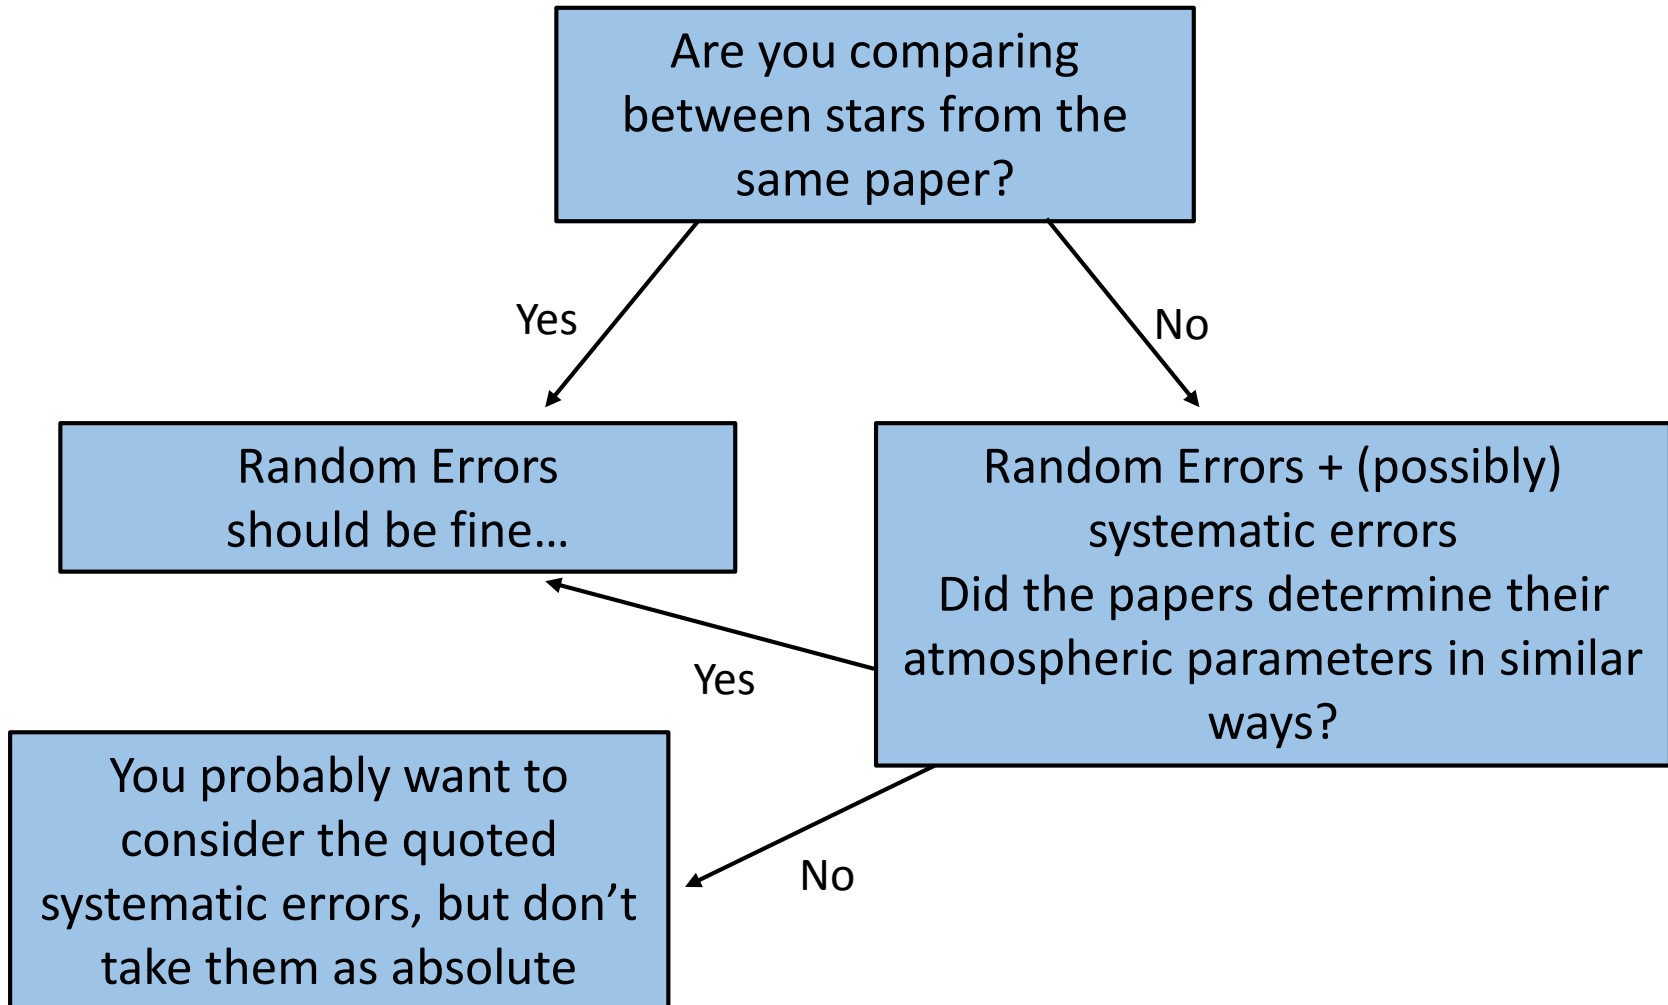 Are you comparing
between stars from the
same paper?
Yes
No
Random Errors
should be fine…
Random Errors + (possibly)
systematic errors
Did the papers determine their
atmospheric parameters in similar
ways?
Yes
No
You probably want to
consider the quoted
systematic errors, but don’t
take them as absolute